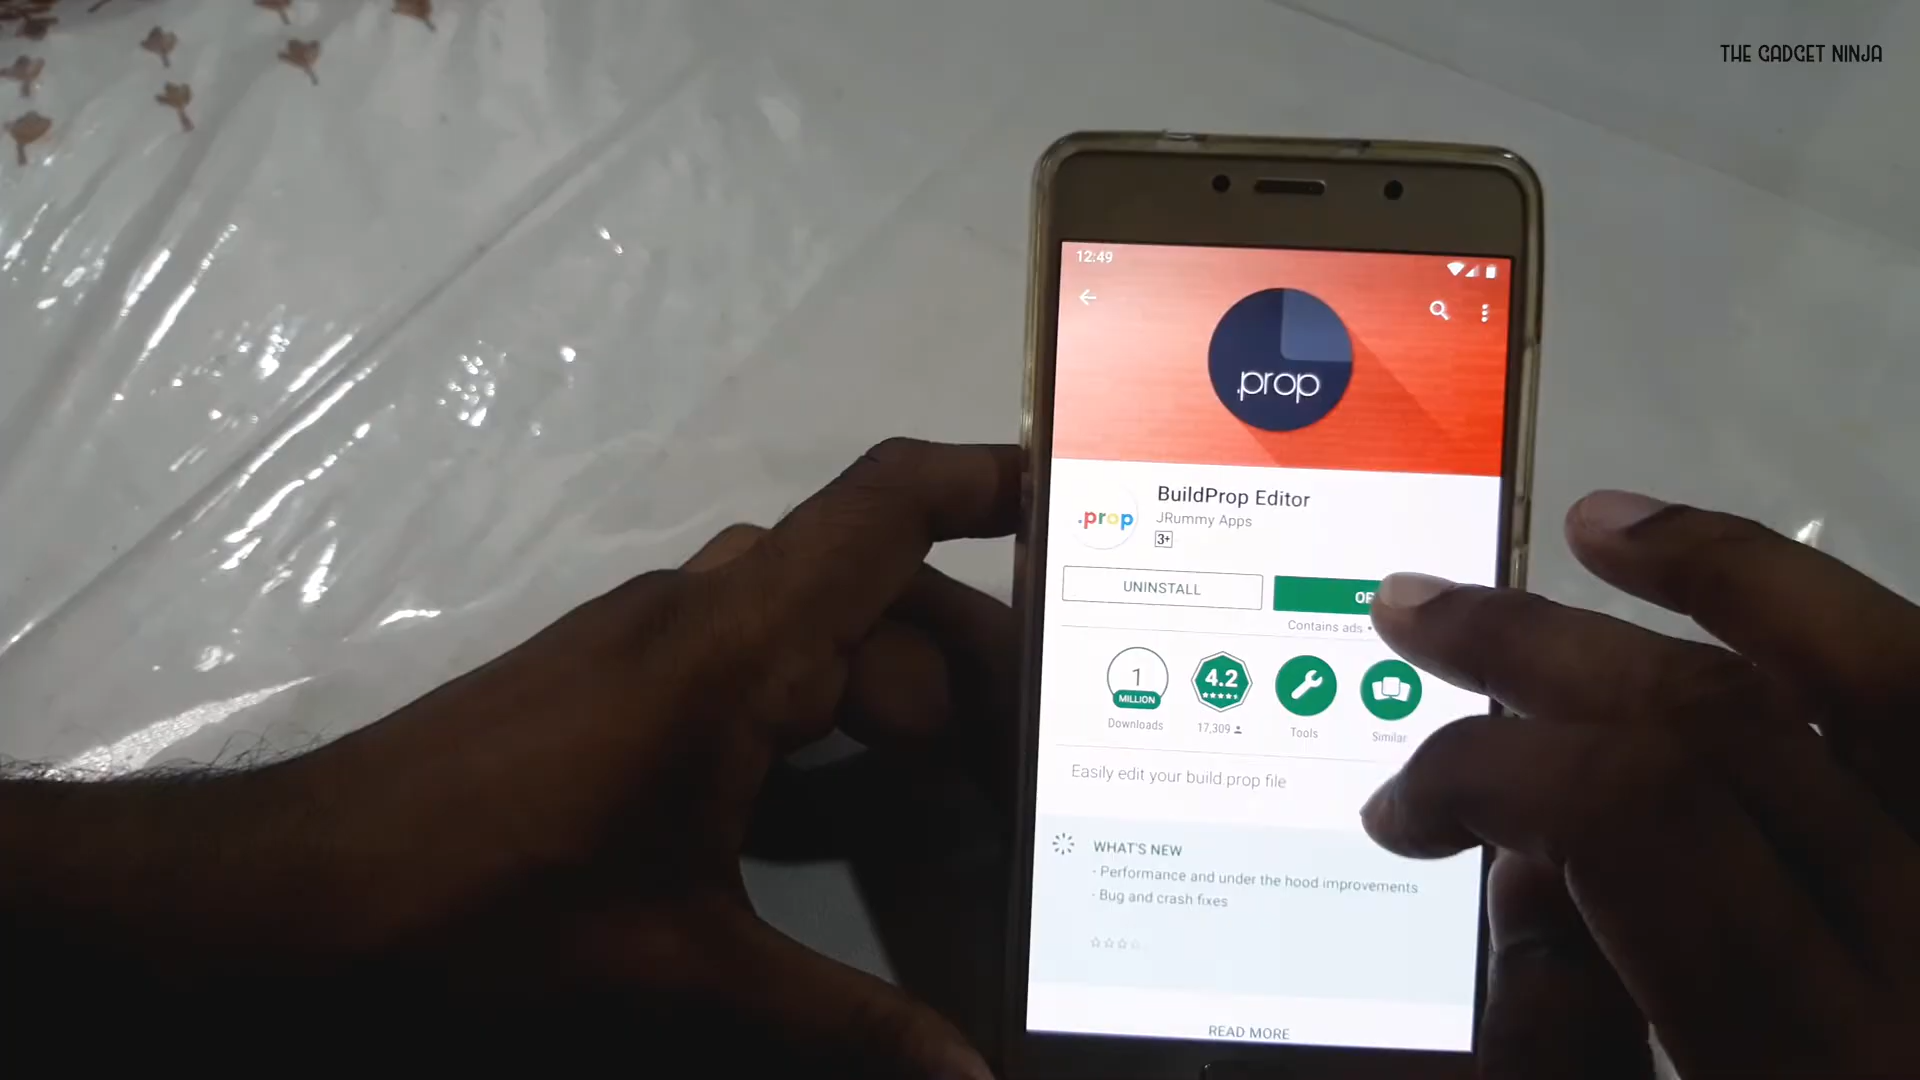 THE GADGET NINJA
12:49
.prop
BuildProp Editor
.prop
JRummy Apps
3+
UNINSTALL
Contains ads •
1
MILLION
4.2
Downloads
17,309
Tools
Similar
Easily edit your build prop file
WHAT'S NEW
- Performance and under the hood improvements
- Bug and crash fixes
READ MORE